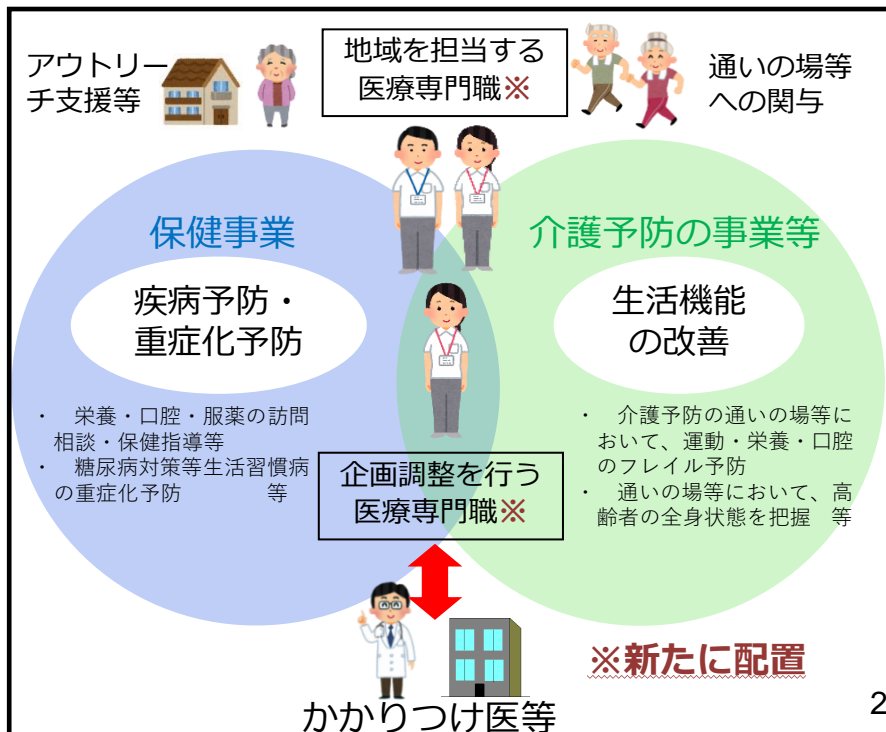 アウトリー
チ支援等
地域を担当する
医療専門職※
通いの場等
への関与
保健事業
疾病予防・
重症化予防
・　栄養・口腔・服薬の訪問
相談・保健指導等
・　糖尿病対策等生活習慣病
の重症化予防　　　　等
介護予防の事業等
生活機能
の改善
・　介護予防の通いの場等に
おいて、運動・栄養・口腔
のフレイル予防
・　通いの場等において、高
齢者の全身状態を把握　等
企画調整を行う
医療専門職※
かかりつけ医等
※新たに配置
2